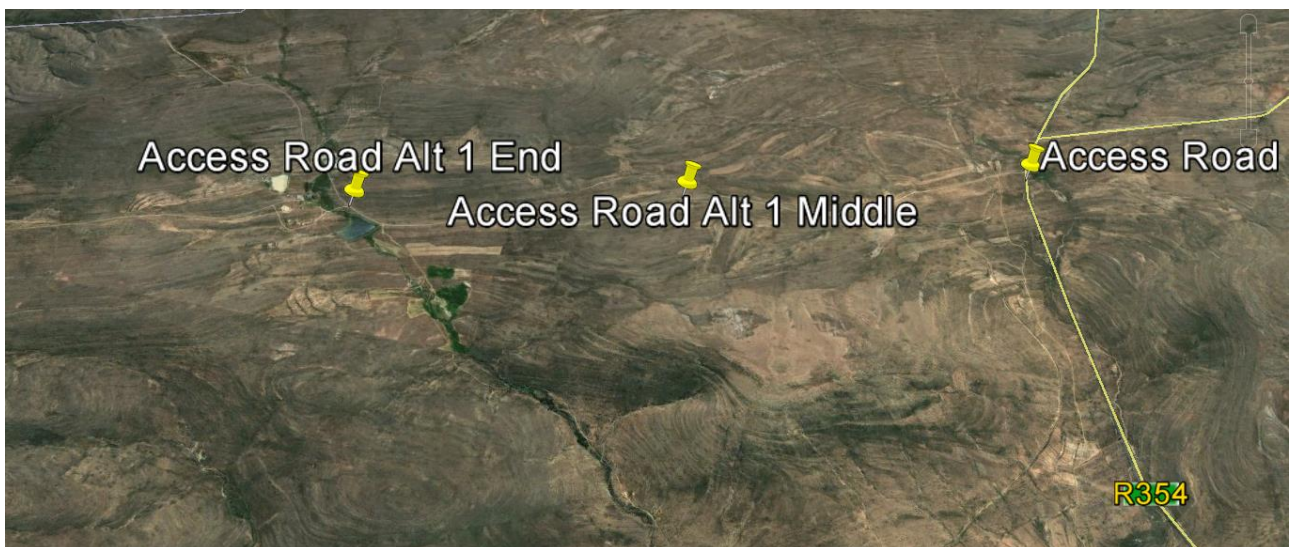 Access Road Alt 1 End
Access Road Alt 1 Middle
Access Road
R354